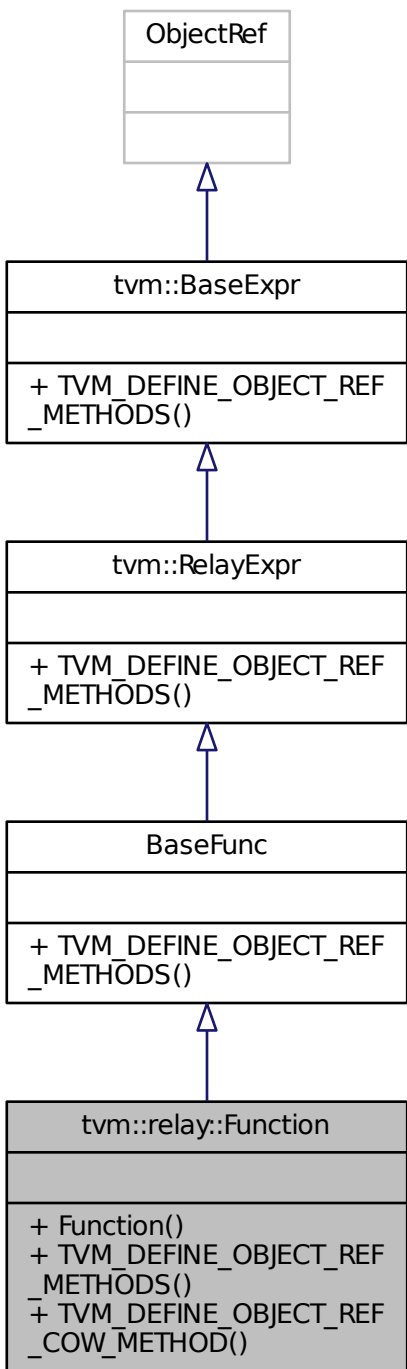 ObjectRef
tvm::BaseExpr
+ TVM_DEFINE_OBJECT_REF
_METHODS()
tvm::RelayExpr
+ TVM_DEFINE_OBJECT_REF
_METHODS()
BaseFunc
+ TVM_DEFINE_OBJECT_REF
_METHODS()
tvm::relay::Function
+ Function()
+ TVM_DEFINE_OBJECT_REF
_METHODS()
+ TVM_DEFINE_OBJECT_REF
_COW_METHOD()